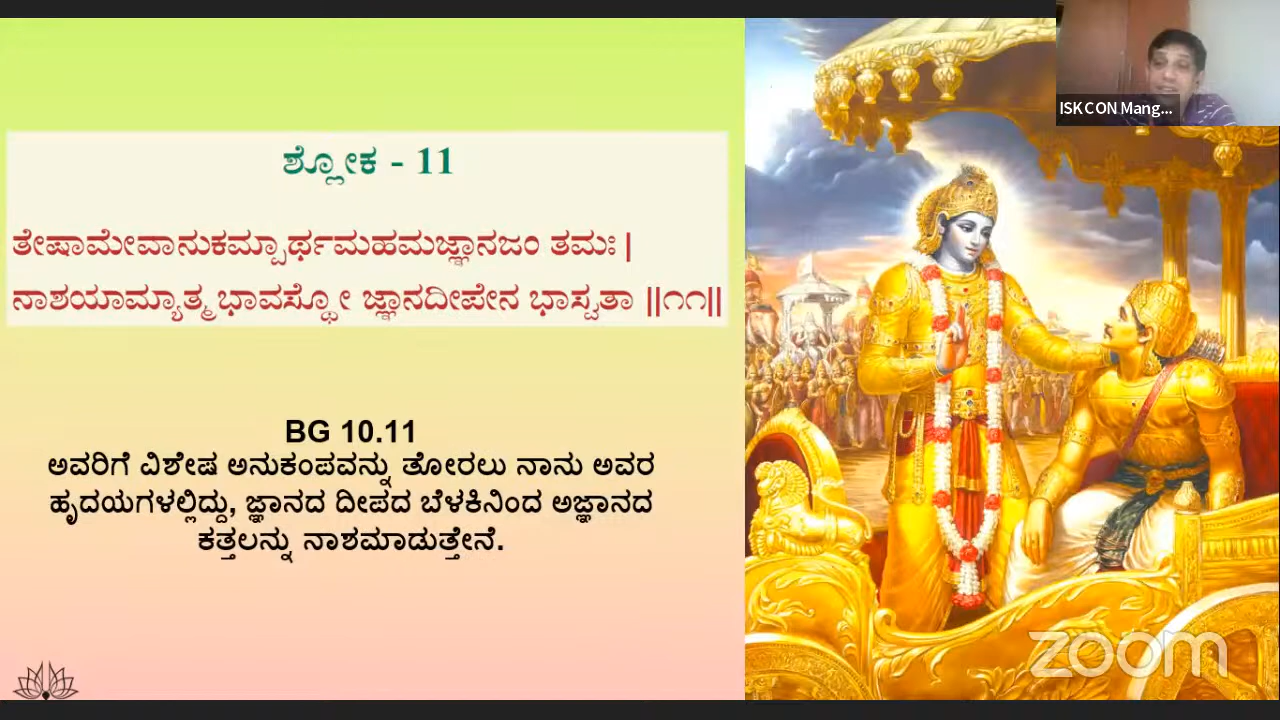 ಶ್ಲೋಕ - 11
ತೇಷಾಮೇವಾನುಕಮ್ಪಾರ್ಥಮಹಮಜ್ಞಾನಜಂ ತಮಃ |
ನಾಶಯಾಮ್ಯಾತ್ಮ ಭಾವಸ್ಥೋ ಜ್ಞಾನದೀಪೇನ ಭಾಸ್ವತಾ ||೧೧||
BG 10.11
ಅವರಿಗೆ ವಿಶೇಷ ಅನುಕಂಪವನ್ನು ತೋರಲು ನಾನು ಅವರ
ಹೃದಯಗಳಲ್ಲಿದ್ದು, ಜ್ಞಾನದ ದೀಪದ ಬೆಳಕಿನಿಂದ ಅಜ್ಞಾನದ
ಕತ್ತಲನ್ನು ನಾಶಮಾಡುತ್ತೇನೆ.
ISKCON Mang...
zoom